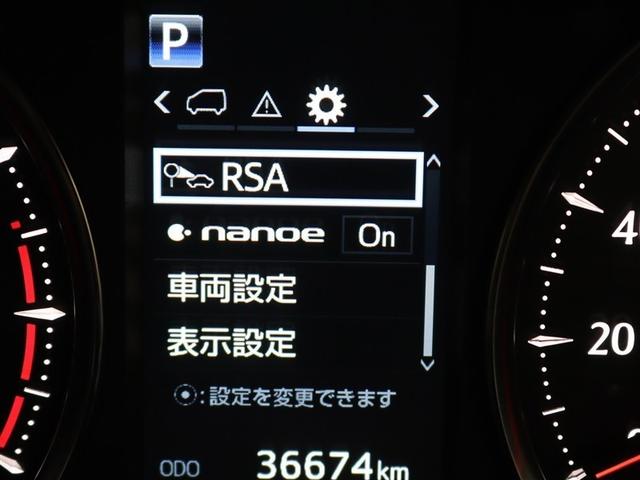 P
RSA
nanoe On
車両設定
40
表示設定
20
:設定を変更できます
ODO 36674km